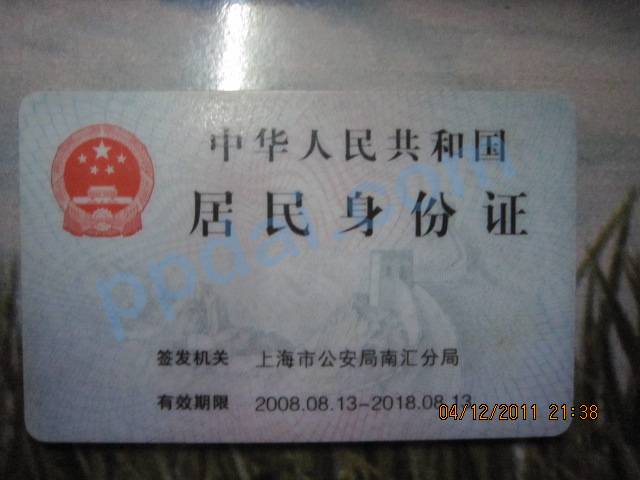 中华人民共和国
居民身份证
ppdai.com
签发机关 上海市公安局南汇分局
有效期限 2008.08.13-2018.08.13
04/12/2011 21:38